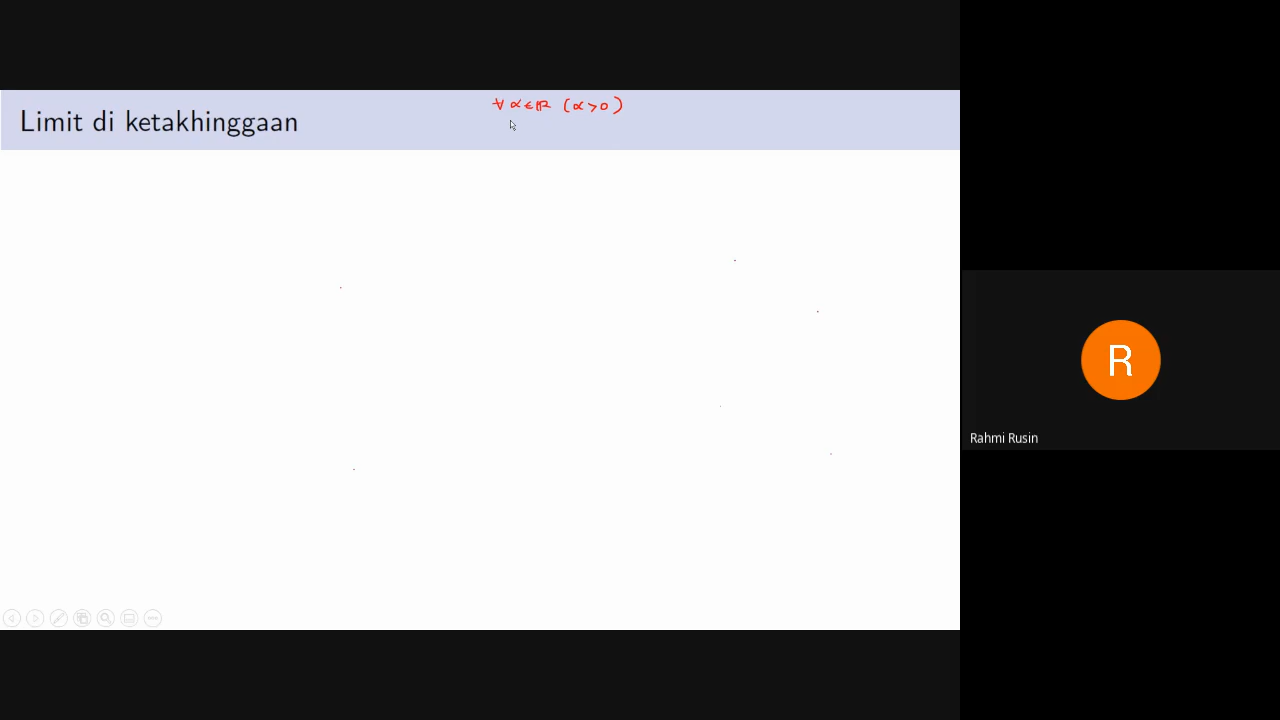 ∀ α ∈ ℝ (α > 0)
Limit di ketakhinggaan
R
Rahmi Rusin